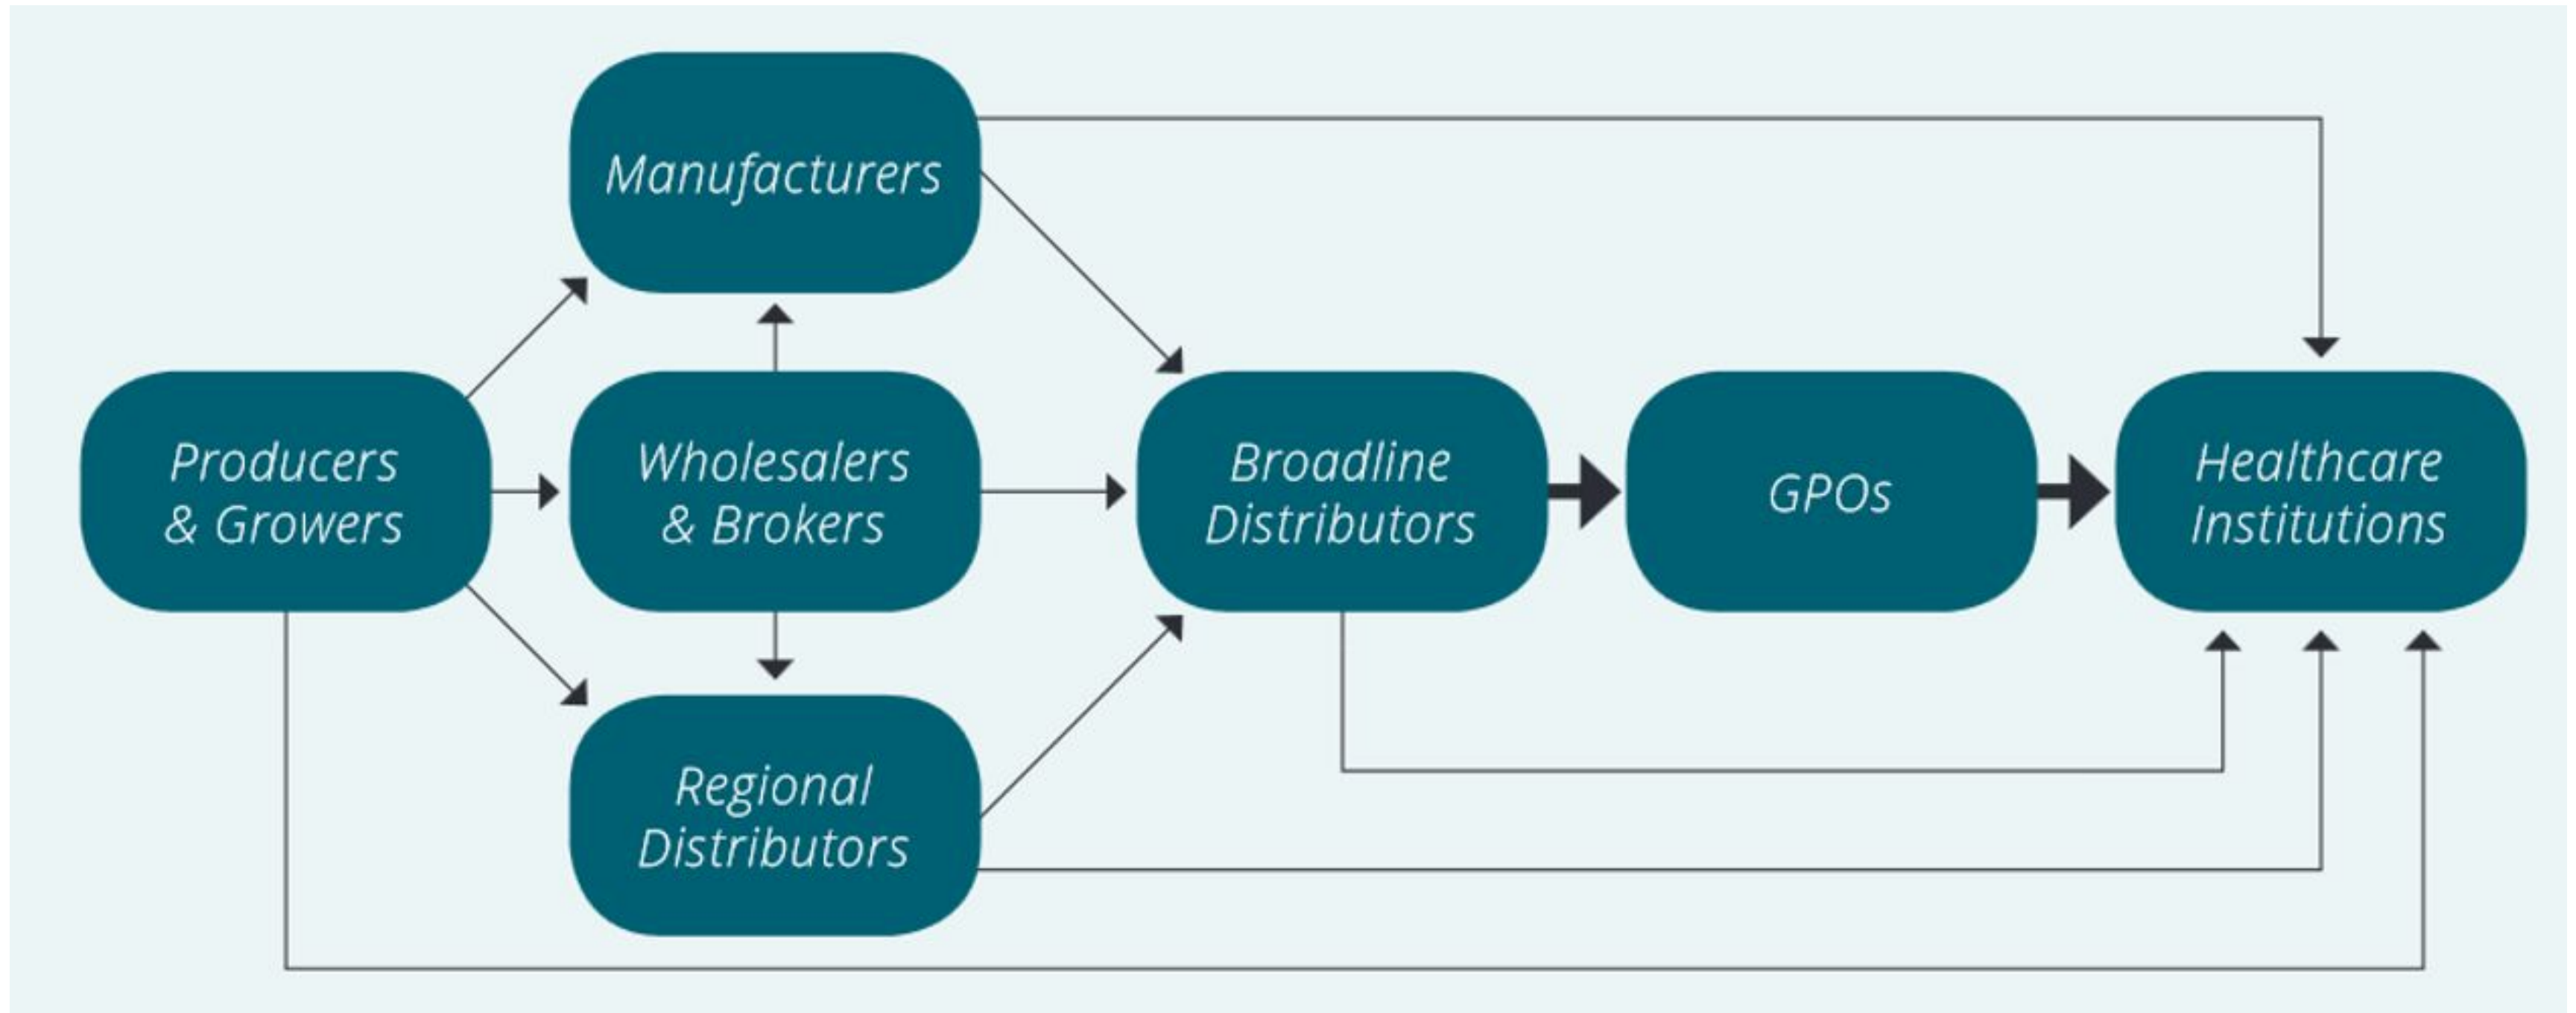 Manufacturers
Producers
& Growers
Wholesalers
& Brokers
Broadline
Distributors
GPOs
Healthcare
Institutions
Regional
Distributors